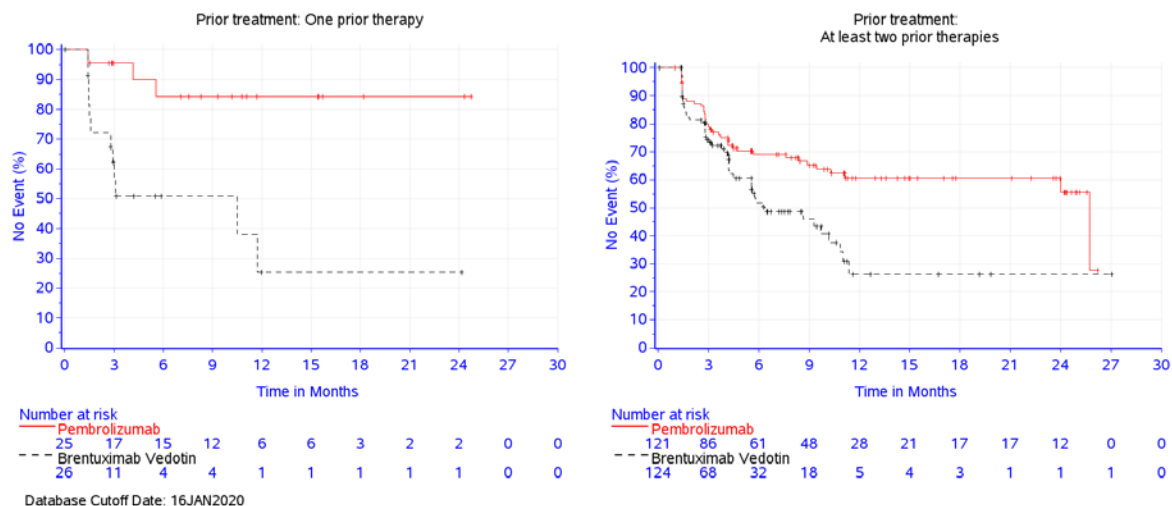 Prior treatment: One prior therapy
100
90
80
70
60
50
40
30
20
10
0
No Event (%)
0 3 6 9 12 15 18 21 24 27 30
Time in Months
Number at risk
Pembrolizumab
25 17 15 12 6 6 3 2 2 0 0
Brentuximab Vedotin
26 11 4 4 1 1 1 1 1 0 0
Prior treatment:
At least two prior therapies
100
90
80
70
60
50
40
30
20
10
0
No Event (%)
0 3 6 9 12 15 18 21 24 27 30
Time in Months
Number at risk
Pembrolizumab
121 86 61 48 28 21 17 17 12 0 0
Brentuximab Vedotin
124 68 32 18 5 4 3 1 1 1 0
Database Cutoff Date: 16JAN2020